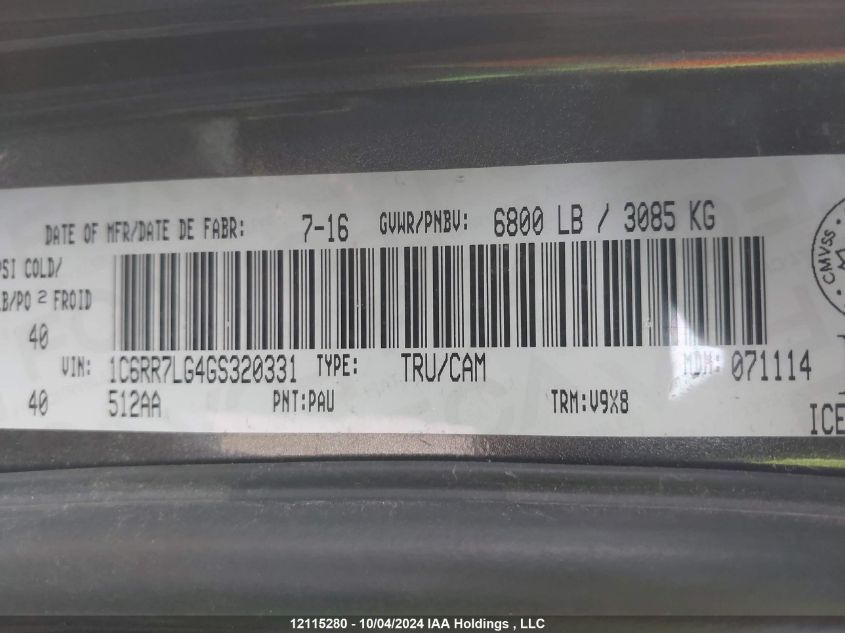 DATE OF MFR/DATE DE FABR: 7-16 GVWR/PNBV: 6800 LB / 3085 KG
PSI COLD/
LB/PO 2 FROID
40
VIN: 1C6RR7LG4GS320331 TYPE: TRU/CAM MDH: 071114
40 512AA PNT:PAU TRM:V9X8
CMVSS
12115280 - 10/04/2024 IAA Holdings , LLC